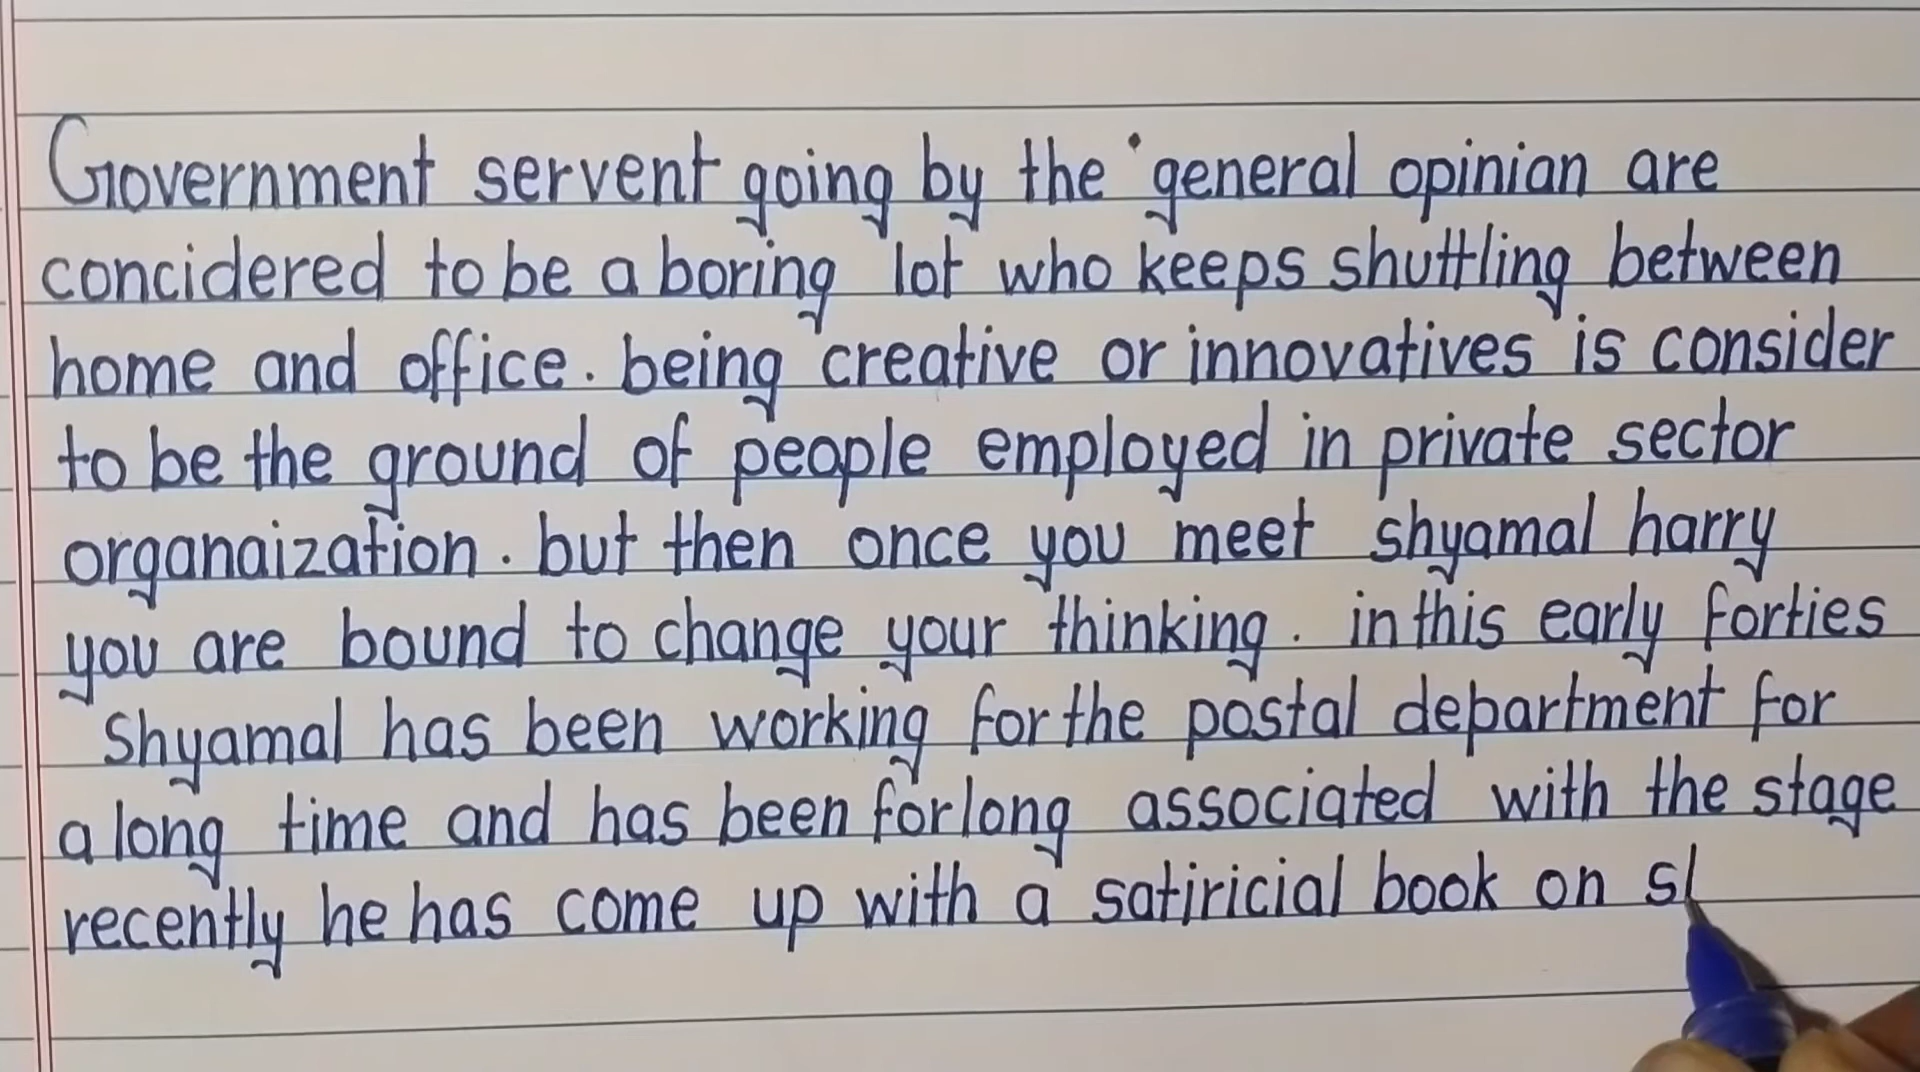 Government servent going by the general opinian are
concidered to be a boring lot who keeps shuttling between
home and office. being creative or innovatives is consider
to be the ground of people employed in private sector
organaization. but then once you meet shyamal harry
you are bound to change your thinking. in this early forties
shyamal has been working for the postal department for
a long time and has been for long associated with the stage
recently he has come up with a satiricial book on